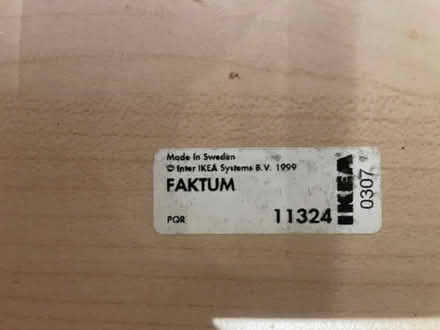 Made in Sweden
© Inter IKEA Systems B.V. 1999
FAKTUM
PQR
11324
IKEA
0307